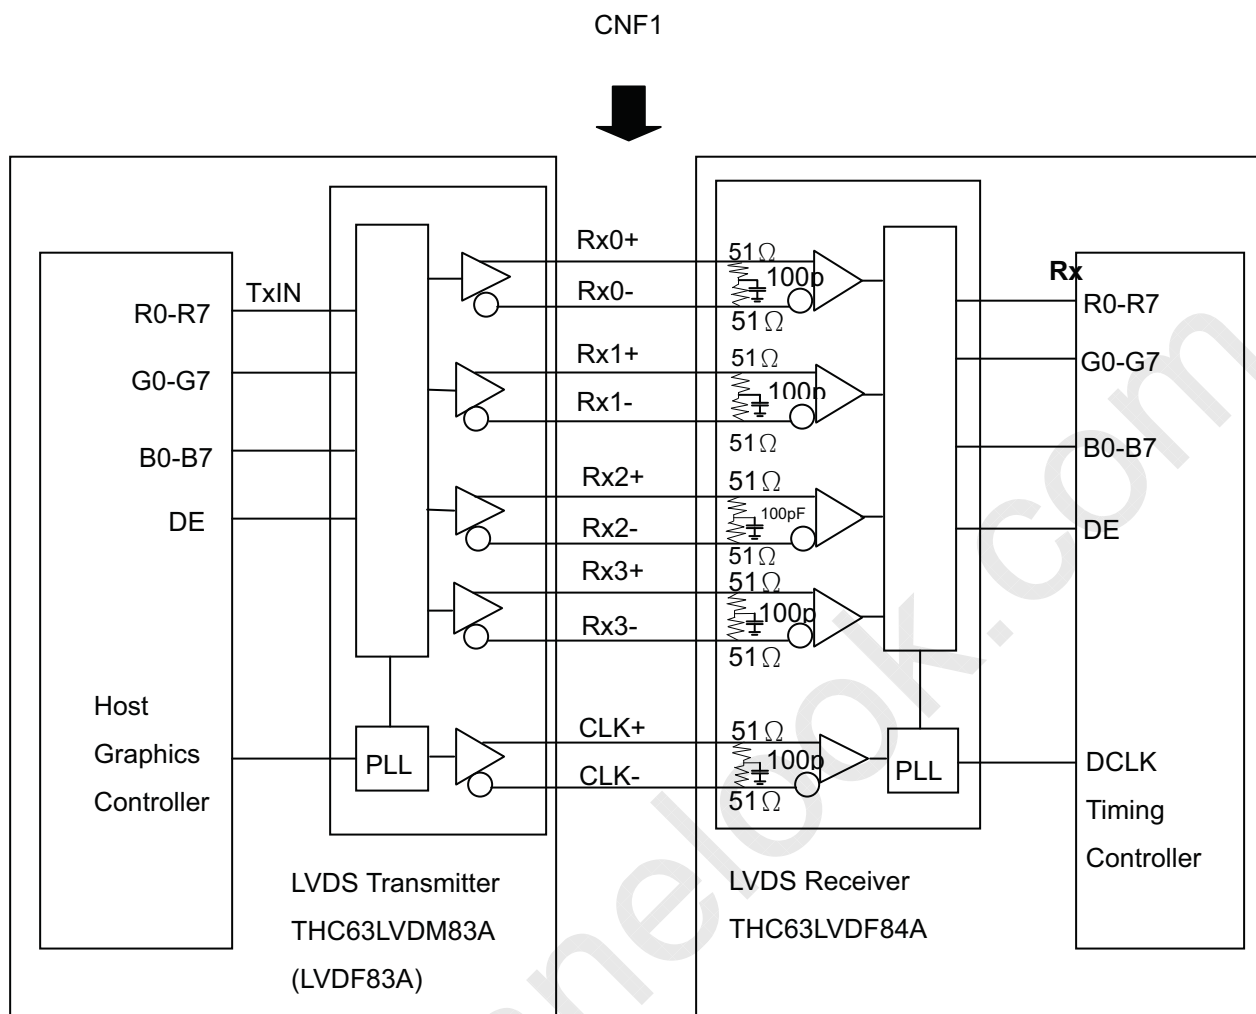 CNF1
Rx0+
51Ω
100p
Rx0-
51Ω
Rx
TxIN
R0-R7
R0-R7
Rx1+
51Ω
G0-G7
G0-G7
100p
Rx1-
51Ω
B0-B7
B0-B7
Rx2+
51Ω
100pF
DE
Rx2-
DE
51Ω
Rx3+
51Ω
100p
Rx3-
51Ω
Host
Graphics
Controller
CLK+
51Ω
PLL
100p
PLL
DCLK
CLK-
51Ω
Timing
Controller
LVDS Transmitter
THC63LVDM83A
(LVDF83A)
LVDS Receiver
THC63LVDF84A
nelook.com